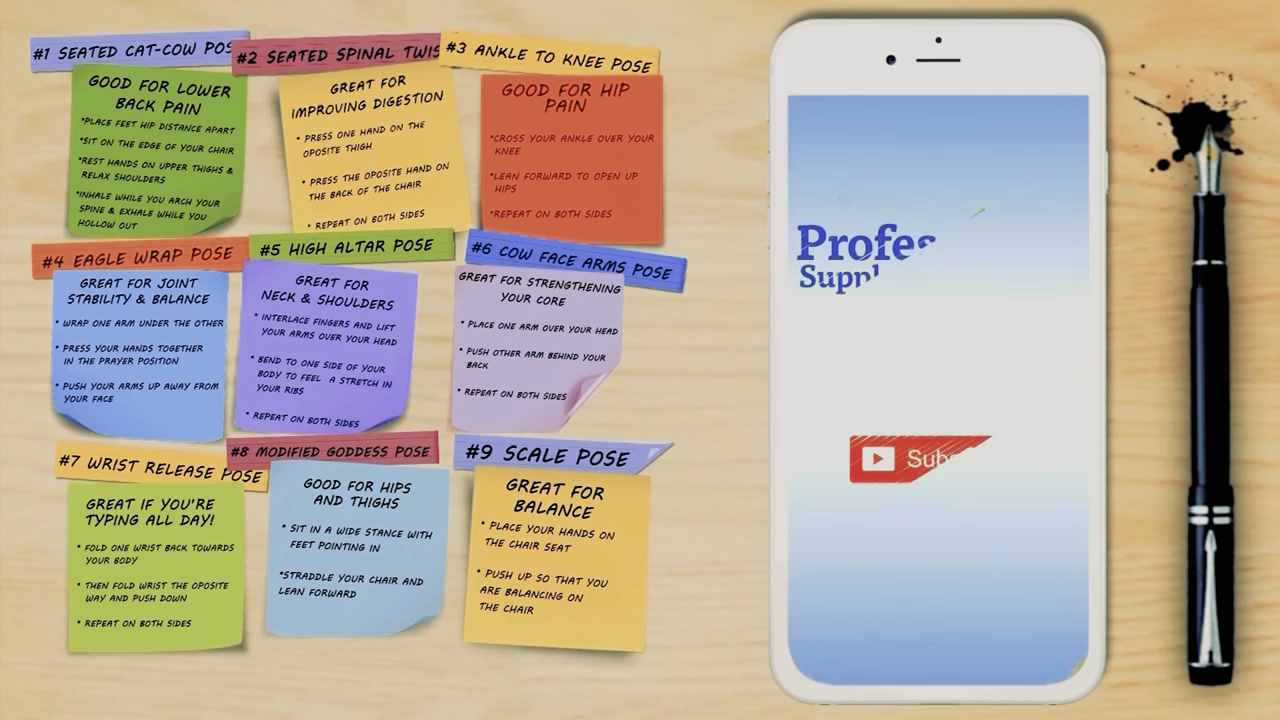 #1 SEATED CAT-COW POS
GOOD FOR LOWER
BACK PAIN
*PLACE FEET HIP DISTANCE APART
*SIT ON THE EDGE OF YOUR CHAIR
*REST HANDS ON UPPER THIGHS &
RELAX SHOULDERS
*INHALE WHILE YOU ARCH YOUR
SPINE & EXHALE WHILE YOU
HOLLOW OUT
#2 SEATED SPINAL TWIS
GREAT FOR
IMPROVING DIGESTION
* PRESS ONE HAND ON THE
OPOSITE THIGH
* PRESS THE OPOSITE HAND ON
THE BACK OF THE CHAIR
* REPEAT ON BOTH SIDES
#3 ANKLE TO KNEE POSE
GOOD FOR HIP
PAIN
*CROSS YOUR ANKLE OVER YOUR
KNEE
*LEAN FORWARD TO OPEN UP
HIPS
*REPEAT ON BOTH SIDES
#4 EAGLE WRAP POSE
GREAT FOR JOINT
STABILITY & BALANCE
* WRAP ONE ARM UNDER THE OTHER
* PRESS YOUR HANDS TOGETHER
IN THE PRAYER POSITION
* PUSH YOUR ARMS UP AWAY FROM
YOUR FACE
#5 HIGH ALTAR POSE
GREAT FOR
NECK & SHOULDERS
* INTERLACE FINGERS AND LIFT
YOUR ARMS OVER YOUR HEAD
* BEND TO ONE SIDE OF YOUR
BODY TO FEEL A STRETCH IN
YOUR RIBS
* REPEAT ON BOTH SIDES
#6 COW FACE ARMS POSE
GREAT FOR STRENGTHENING
YOUR CORE
* PLACE ONE ARM OVER YOUR HEAD
* PUSH OTHER ARM BEHIND YOUR
BACK
* REPEAT ON BOTH SIDES
#7 WRIST RELEASE POSE
GREAT IF YOU'RE
TYPING ALL DAY!
* FOLD ONE WRIST BACK TOWARDS
YOUR BODY
* THEN FOLD WRIST THE OPOSITE
WAY AND PUSH DOWN
* REPEAT ON BOTH SIDES
#8 MODIFIED GODDESS POSE
GOOD FOR HIPS
AND THIGHS
* SIT IN A WIDE STANCE WITH
FEET POINTING IN
*STRADDLE YOUR CHAIR AND
LEAN FORWARD
#9 SCALE POSE
GREAT FOR
BALANCE
* PLACE YOUR HANDS ON
THE CHAIR SEAT
* PUSH UP SO THAT YOU
ARE BALANCING ON
THE CHAIR
Profes
Supp
Subs